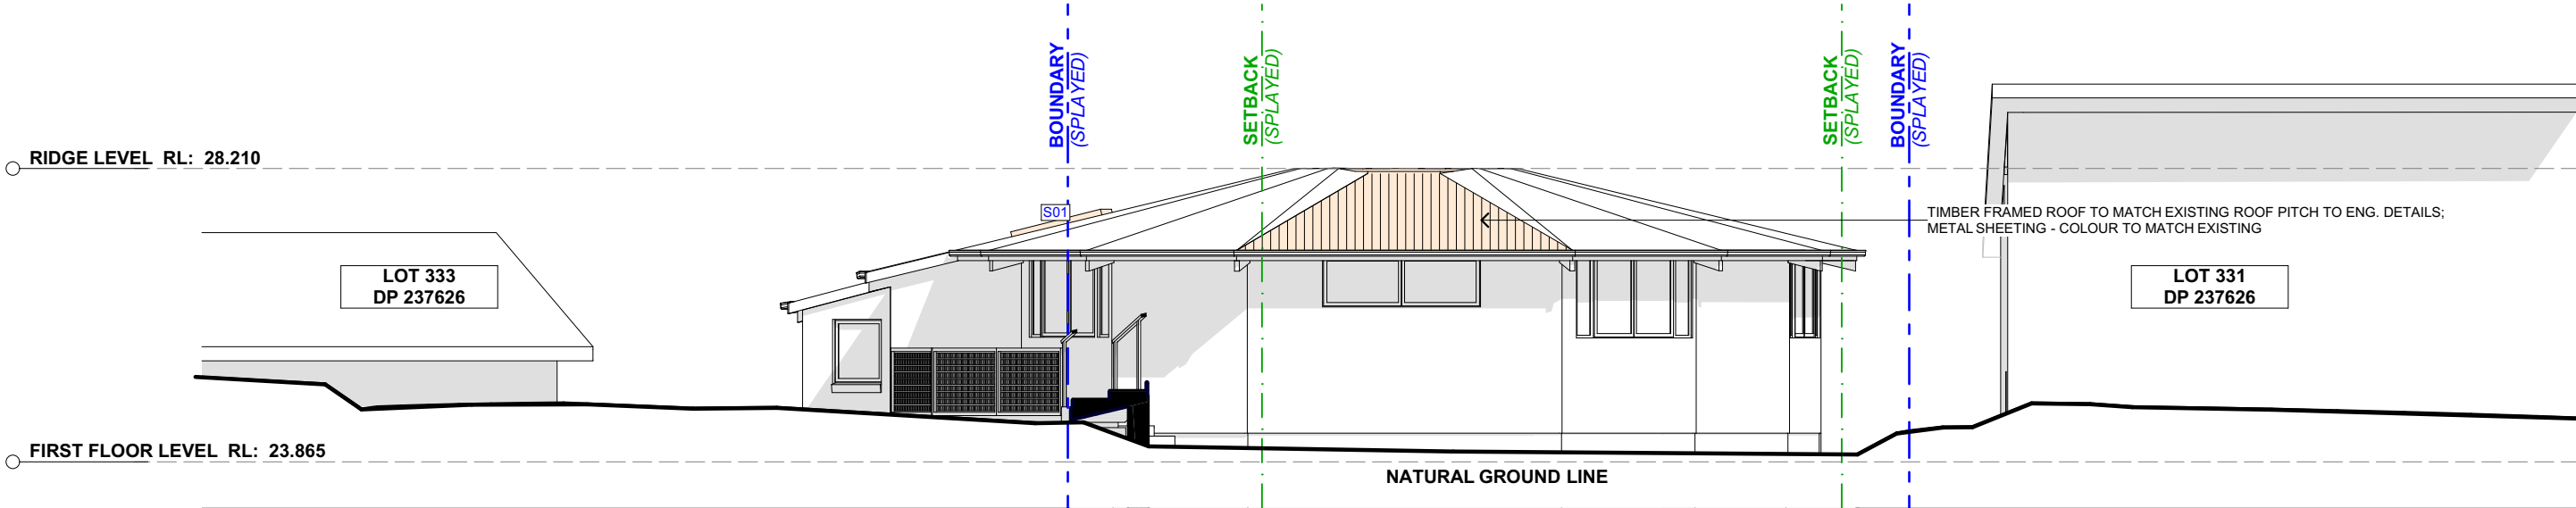 BOUNDARY
(SPLAYED)
SETBACK
(SPLAYED)
SETBACK
(SPLAYED)
BOUNDARY
(SPLAYED)
RIDGE LEVEL RL: 28.210
S01
TIMBER FRAMED ROOF TO MATCH EXISTING ROOF PITCH TO ENG. DETAILS;
METAL SHEETING - COLOUR TO MATCH EXISTING
LOT 333
DP 237626
LOT 331
DP 237626
FIRST FLOOR LEVEL RL: 23.865
NATURAL GROUND LINE